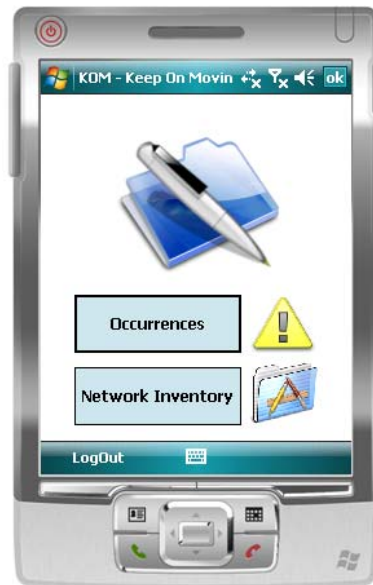 KOM - Keep On Movin
ok
Occurrences
Network Inventory
LogOut